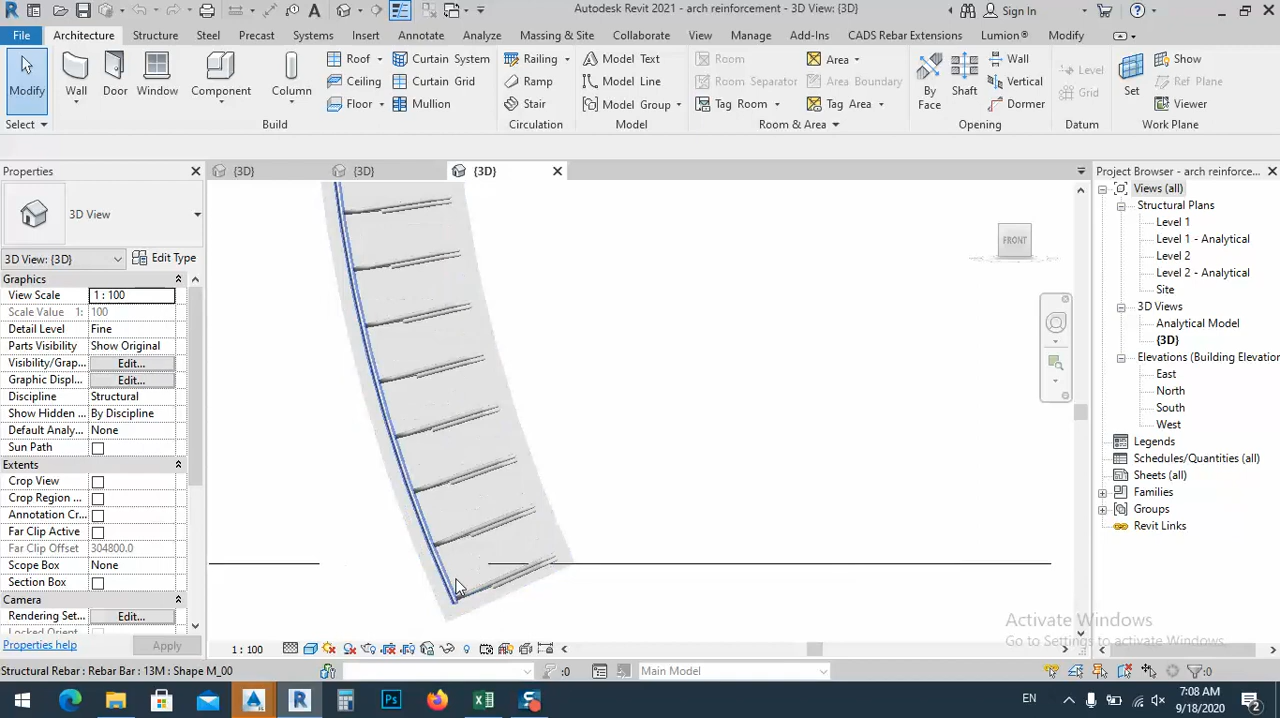 Autodesk Revit 2021 - arch reinforcement - 3D View: {3D}
Sign In
File Architecture Structure Steel Precast Systems Insert Annotate Analyze Massing & Site Collaborate View Manage Add-Ins CADS Rebar Extensions Lumion® Modify
Modify
Wall
Door
Window
Component
Column
Roof
Ceiling
Floor
Curtain System
Curtain Grid
Mullion
Railing
Ramp
Stair
Model Text
Model Line
Model Group
Room
Room Separator
Tag Room
Area
Area Boundary
Tag Area
By
Face
Shaft
Wall
Vertical
Dormer
Level
Grid
Set
Show
Ref Plane
Viewer
Select
Build
Circulation
Model
Room & Area
Opening
Datum
Work Plane
Properties
3D View
3D View: {3D}
Edit Type
Graphics
View Scale 1 : 100
Scale Value 1: 100
Detail Level Fine
Parts Visibility Show Original
Visibility/Grap... Edit...
Graphic Displ... Edit...
Discipline Structural
Show Hidden ... By Discipline
Default Analy... None
Sun Path
Extents
Crop View
Crop Region ...
Annotation Cr...
Far Clip Active
Far Clip Offset 304800.0
Scope Box None
Section Box
Camera
Rendering Set... Edit...
Properties help
Apply
{3D}
{3D}
{3D}
FRONT
Project Browser - arch reinforce...
Views (all)
Structural Plans
Level 1
Level 1 - Analytical
Level 2
Level 2 - Analytical
Site
3D Views
Analytical Model
{3D}
Elevations (Building Elevation
East
North
South
West
Legends
Schedules/Quantities (all)
Sheets (all)
Families
Groups
Revit Links
Activate Windows
Go to Settings to activate Windows.
1 : 100
Structural Rebar : Rebar Bar : 13M : Shape M_00
:0
Main Model
:0
EN
7:08 AM
9/18/2020
2